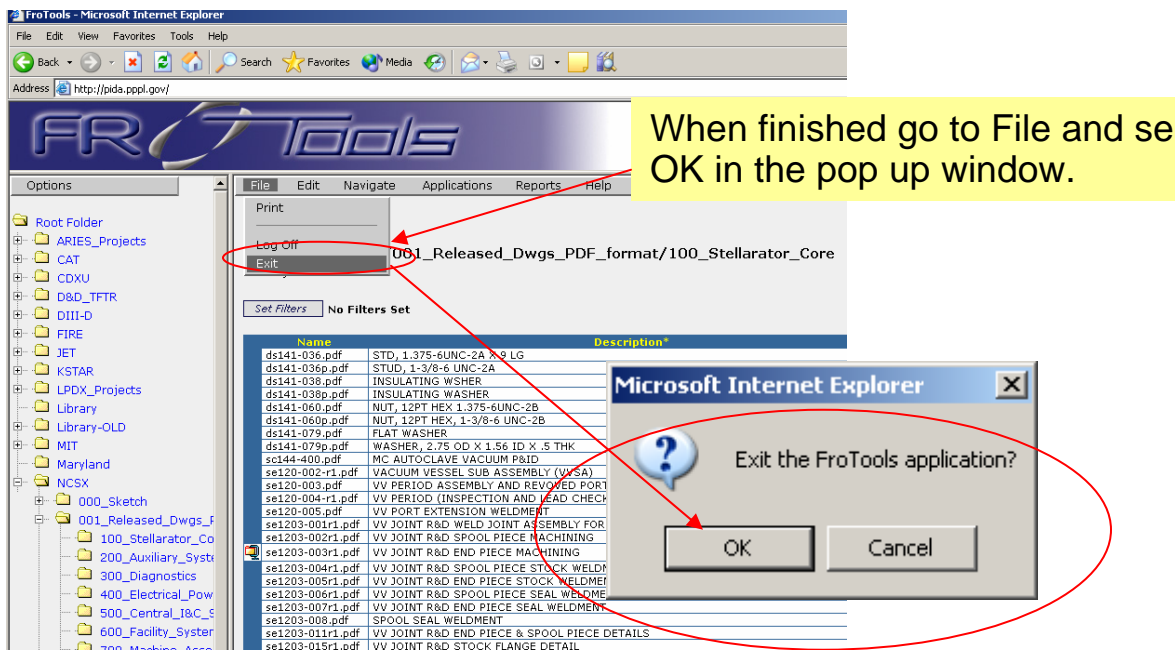 FroTools - Microsoft Internet Explorer
File Edit View Favorites Tools Help
Back Search Favorites Media
Address http://pida.pppl.gov/
FROTools
When finished go to File and se
OK in the pop up window.
Options
File Edit Navigate Applications Reports Help
Print
Log Off
Exit
001_Released_Dwgs_PDF_format/100_Stellarator_Core
Set Filters No Filters Set
Root Folder
ARIES_Projects
CAT
CDXU
D&D_TFTR
DIII-D
FIRE
JET
KSTAR
LPDX_Projects
Library
Library-OLD
MIT
Maryland
NCSX
000_Sketch
001_Released_Dwgs_F
100_Stellarator_Co
200_Auxiliary_Syste
300_Diagnostics
400_Electrical_Pow
500_Central_I&C_S
600_Facility_System
700_Machine_Asse
Name Description*
ds141-036.pdf STD, 1.375-6UNC-2A X 9 LG
ds141-036p.pdf STUD, 1-3/8-6 UNC-2A
ds141-038.pdf INSULATING WSHER
ds141-038p.pdf INSULATING WASHER
ds141-060.pdf NUT, 12PT HEX 1.375-6UNC-2B
ds141-060p.pdf NUT, 12PT HEX, 1-3/8-6 UNC-2B
ds141-079.pdf FLAT WASHER
ds141-079p.pdf WASHER, 2.75 OD X 1.56 ID X .5 THK
sc144-400.pdf MC AUTOCLAVE VACUUM P&ID
se120-002-r1.pdf VACUUM VESSEL SUB ASSEMBLY (VVSA)
se120-003.pdf VV PERIOD ASSEMBLY AND REVOVED PORT
se120-004-r1.pdf VV PERIOD (INSPECTION AND LEAD CHECK
se120-005.pdf VV PORT EXTENSION WELDMENT
se1203-001r1.pdf VV JOINT R&D WELD JOINT ASSEMBLY FOR
se1203-002r1.pdf VV JOINT R&D SPOOL PIECE MACHINING
se1203-003r1.pdf VV JOINT R&D END PIECE MACHINING
se1203-004r1.pdf VV JOINT R&D SPOOL PIECE STOCK WELDM
se1203-005r1.pdf VV JOINT R&D END PIECE STOCK WELDMEN
se1203-006r1.pdf VV JOINT R&D SPOOL PIECE SEAL WELDME
se1203-007r1.pdf VV JOINT R&D END PIECE SEAL WELDMENT
se1203-008.pdf SPOOL SEAL WELDMENT
se1203-011r1.pdf VV JOINT R&D END PIECE & SPOOL PIECE DETAILS
se1203-015r1.pdf VV JOINT R&D STOCK FLANGE DETAIL
Microsoft Internet Explorer
Exit the FroTools application?
OK Cancel